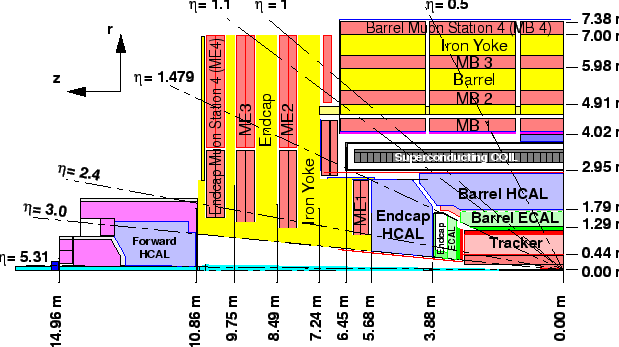 η = 1.1
η = 1
η = 0.5
7.38 m
r
Barrel Muon Station 4 (MB 4)
7.00 m
Iron Yoke
5.98 m
MB 3
z
η = 1.479
Barrel
MB 2
4.91 m
MB 1
4.02 m
Endcap Muon Station 4 (ME4)
ME3
Endcap
ME2
Iron Yoke
Superconducting COIL
2.95 m
η = 2.4
ME1
Barrel HCAL
1.79 m
η = 3.0
Endcap
HCAL
Barrel ECAL
1.29 m
Endcap
ECAL
Forward
HCAL
Tracker
0.44 m
η = 5.31
0.00 m
14.96 m
10.86 m
9.75 m
8.49 m
7.24 m
6.45 m
5.68 m
3.88 m
0.00 m